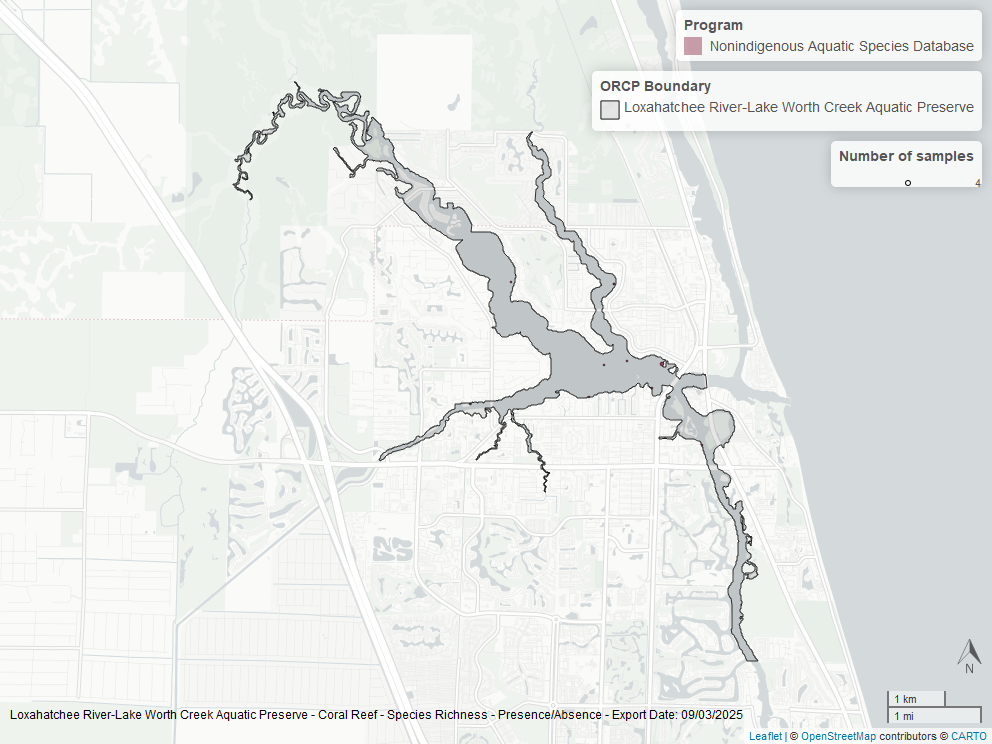 Program
Nonindigenous Aquatic Species Database
ORCP Boundary
Loxahatchee River-Lake Worth Creek Aquatic Preserve
Number of samples
4
N
1 km
1 mi
Loxahatchee River-Lake Worth Creek Aquatic Preserve - Coral Reef - Species Richness - Presence/Absence - Export Date: 09/03/2025
Leaflet | © OpenStreetMap contributors © CARTO